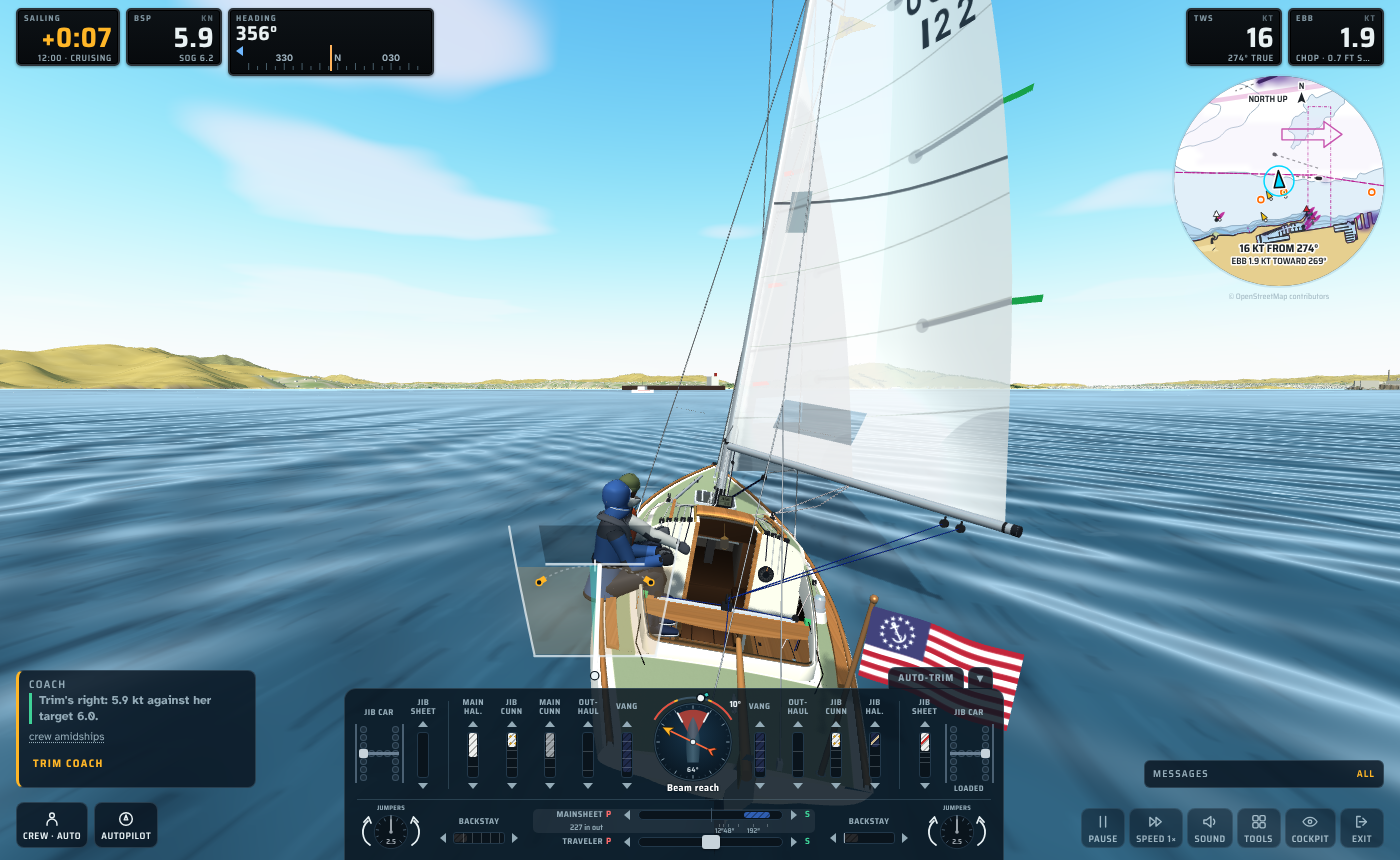 SAILING
+0:07
12:00 · CRUISING
BSP KN
5.9
SOG 6.2
HEADING
356°
330 N 030
TWS KT
16
274° TRUE
EBB KT
1.9
CHOP · 0.7 FT S...
122
N
NORTH UP
16 KT FROM 274°
EBB 1.9 KT TOWARD 269°
© OpenStreetMap contributors
COACH
Trim's right: 5.9 kt against her
target 6.0.
crew amidships
TRIM COACH
CREW · AUTO
AUTOPILOT
AUTO-TRIM ▼
JIB CAR
JIB SHEET
MAIN HAL.
JIB CUNN
MAIN CUNN
OUT-HAUL
VANG
10°
64°
Beam reach
VANG
OUT-HAUL
JIB CUNN
JIB HAL.
JIB SHEET
JIB CAR
LOADED
JUMPERS
2.5
BACKSTAY
MAINSHEET P S
227 in out
12°48° 192°
TRAVELER P S
BACKSTAY
JUMPERS
2.5
MESSAGES ALL
PAUSE
SPEED 1×
SOUND
TOOLS
COCKPIT
EXIT